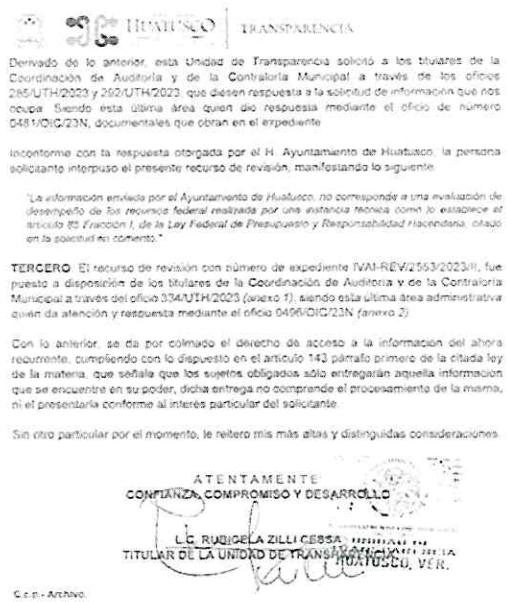 HUATUSCO TRANSPARENCIA
Derivado de lo anterior, esta Unidad de Transparencia solicitó a los titulares de la
Coordinación de Auditoría y de la Contraloría Municipal a través de los oficios
285/UTH/2023 y 292/UTH/2023, que diesen respuesta a la solicitud de información que nos
ocupa. Siendo esta última área quien dio respuesta mediante el oficio de número
0481/OIC/23N, documentales que obran en el expediente.
Inconforme con la respuesta otorgada por el H. Ayuntamiento de Huatusco, la persona
solicitante interpuso el presente recurso de revisión, manifestando lo siguiente:
"La información enviada por el Ayuntamiento de Huatusco, no corresponde a una evaluación de
desempeño de los recursos federal realizada por una instancia técnica como lo establece el
artículo 85 Fracción I, de la Ley Federal de Presupuesto y Responsabilidad Hacendaria, citado
en la solicitud en comento."
TERCERO. El recurso de revisión con número de expediente IVAI-REV/2553/2023/II, fue
puesto a disposición de los titulares de la Coordinación de Auditoría y de la Contraloría
Municipal a través del oficio 334/UTH/2023 (anexo 1), siendo esta última área administrativa
quien da atención y respuesta mediante el oficio 0496/OIC/23N (anexo 2)
Con lo anterior, se da por colmado el derecho de acceso a la información del ahora
recurrente, cumpliendo con lo dispuesto en el artículo 143 párrafo primero de la citada ley
de la materia, que señala que los sujetos obligados sólo entregarán aquella información
que se encuentre en su poder, dicha entrega no comprende el procesamiento de la misma,
ni el presentarla conforme al interés particular del solicitante.
Sin otro particular por el momento, le reitero mis más altas y distinguidas consideraciones.
ATENTAMENTE
CONFIANZA, COMPROMISO Y DESARROLLO
L.C. RUBICELA ZILLI CESSA UNIDAD DE
TITULAR DE LA UNIDAD DE TRANSPARENCIA
HUATUSCO, VER.
C.c.p.- Archivo.